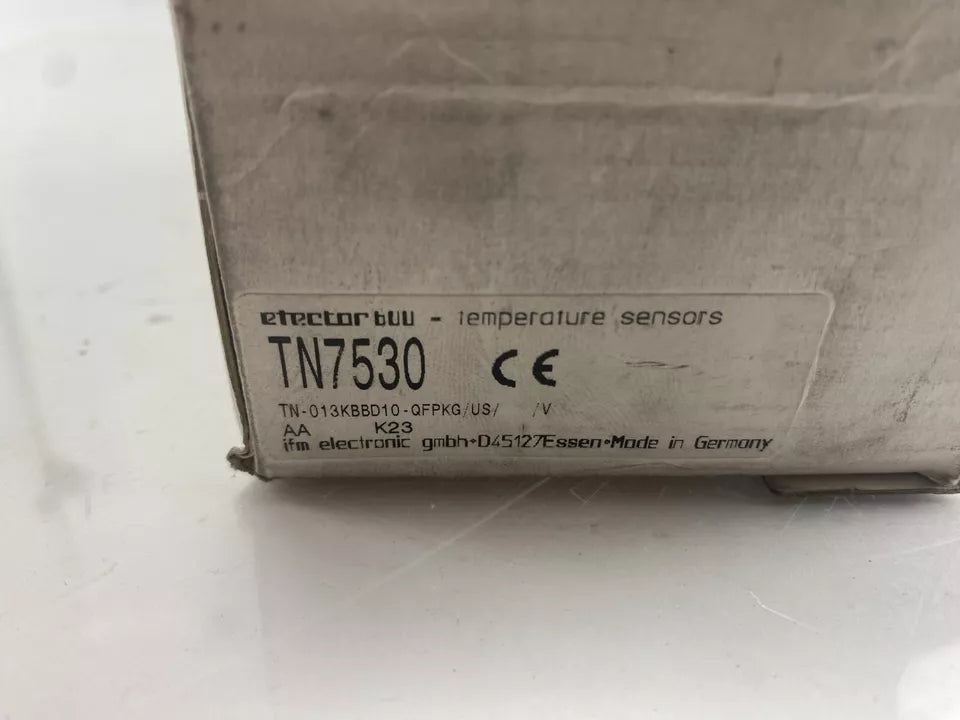 efector600 - temperature sensors
TN7530 CE
TN-013KBBD10-QFPKG/US/ /V
AA K23
ifm electronic gmbh•D45127Essen•Made in Germany